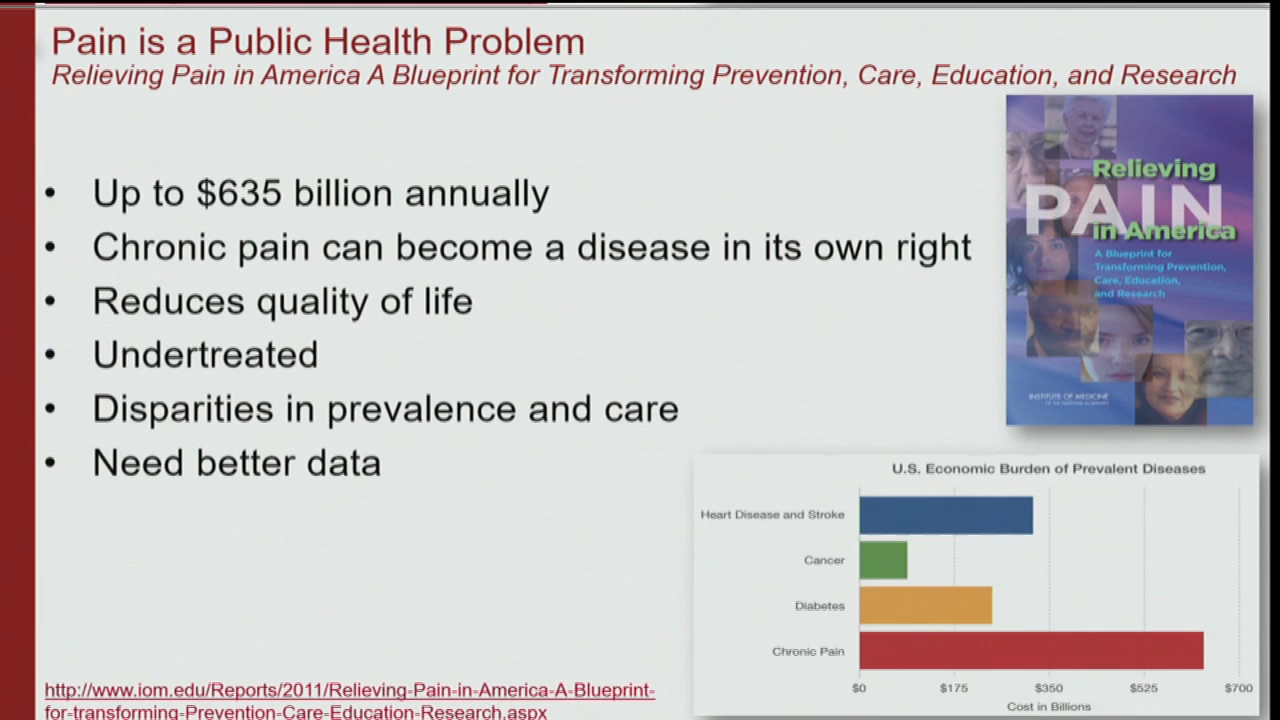 Pain is a Public Health Problem
Relieving Pain in America A Blueprint for Transforming Prevention, Care, Education, and Research
• Up to $635 billion annually
• Chronic pain can become a disease in its own right
• Reduces quality of life
• Undertreated
• Disparities in prevalence and care
• Need better data
Relieving
PAIN
in America
A Blueprint for
Transforming Prevention,
Care, Education,
and Research
INSTITUTE OF MEDICINE
OF THE NATIONAL ACADEMIES
U.S. Economic Burden of Prevalent Diseases
Heart Disease and Stroke
Cancer
Diabetes
Chronic Pain
$0 $175 $350 $525 $700
Cost in Billions
http://www.iom.edu/Reports/2011/Relieving-Pain-in-America-A-Blueprint-
for-transforming-Prevention-Care-Education-Research.aspx